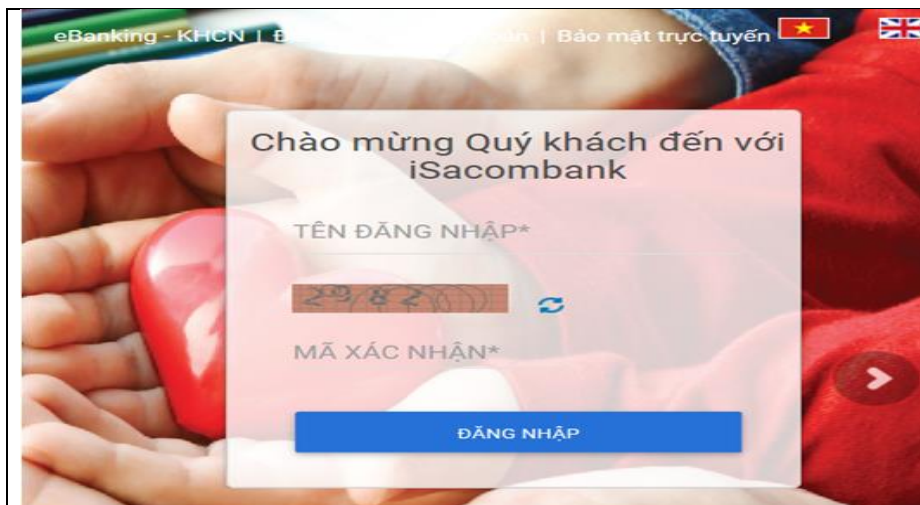 eBanking - KHCN | | Bảo mật trực tuyến
Chào mừng Quý khách đến với
iSacombank
TÊN ĐĂNG NHẬP*
MÃ XÁC NHẬN*
ĐĂNG NHẬP